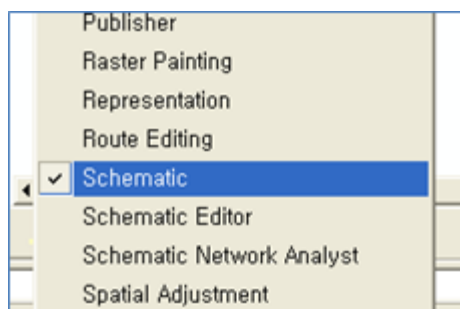 Publisher
Raster Painting
Representation
Route Editing
Schematic
Schematic Editor
Schematic Network Analyst
Spatial Adjustment